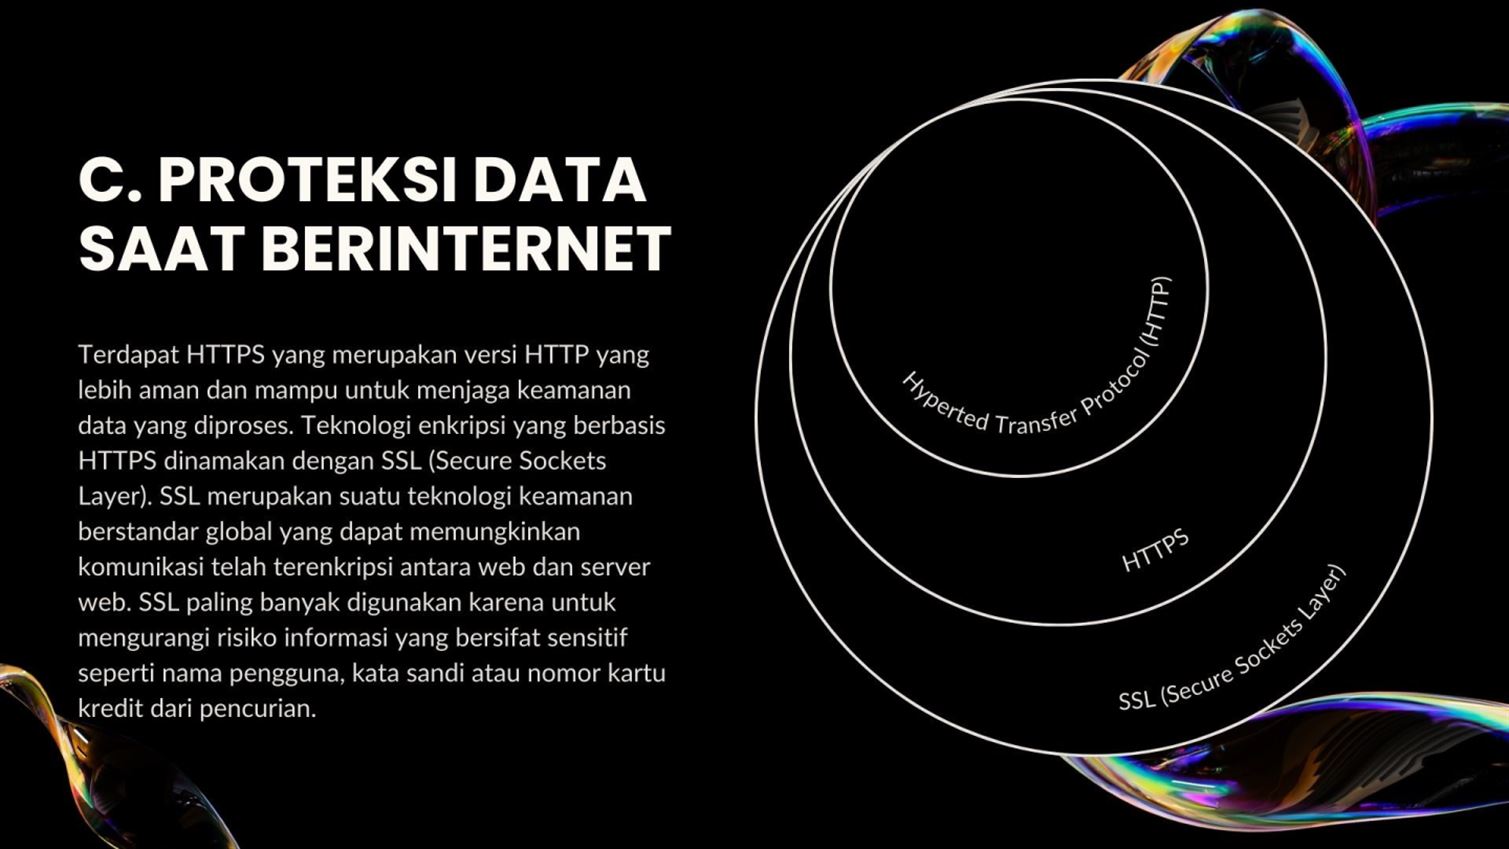 C. PROTEKSI DATA
SAAT BERINTERNET
Terdapat HTTPS yang merupakan versi HTTP yang
lebih aman dan mampu untuk menjaga keamanan
data yang diproses. Teknologi enkripsi yang berbasis
HTTPS dinamakan dengan SSL (Secure Sockets
Layer). SSL merupakan suatu teknologi keamanan
berstandar global yang dapat memungkinkan
komunikasi telah terenkripsi antara web dan server
web. SSL paling banyak digunakan karena untuk
mengurangi risiko informasi yang bersifat sensitif
seperti nama pengguna, kata sandi atau nomor kartu
kredit dari pencurian.
Hyperted Transfer Protocol (HTTP)
HTTPS
SSL (Secure Sockets Layer)